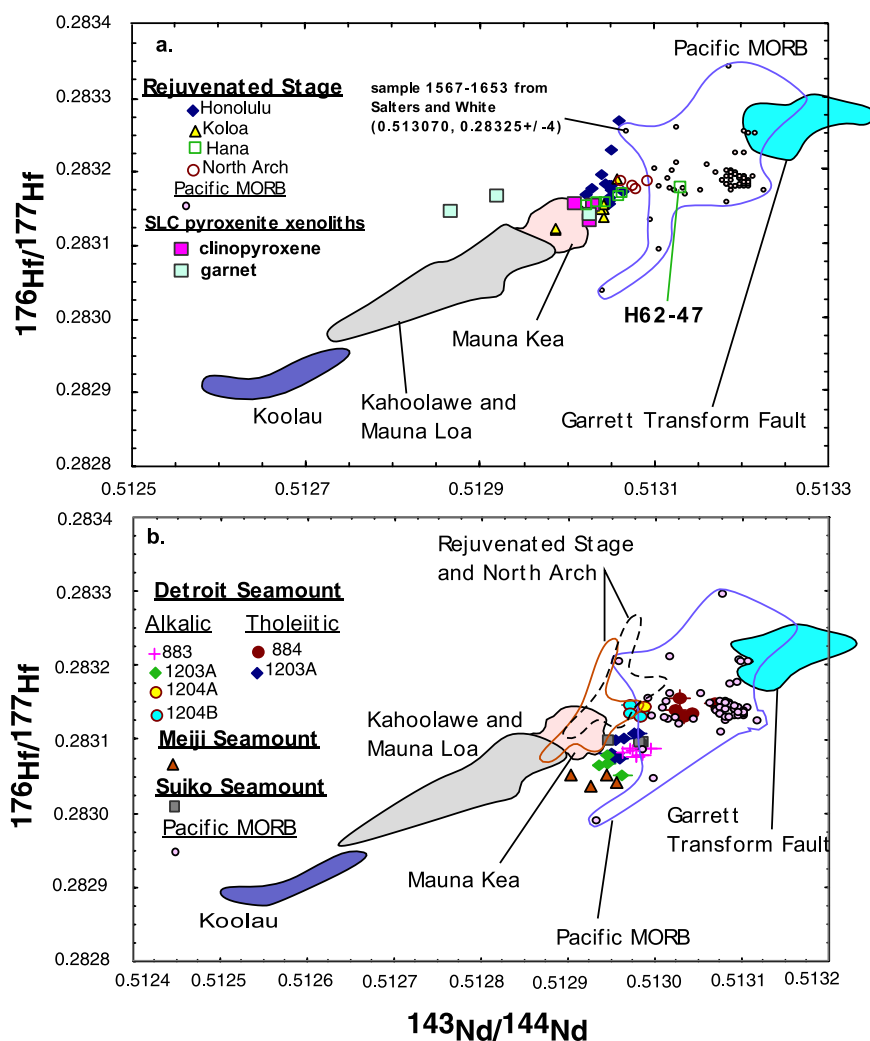 a.
Pacific MORB
Rejuvenated Stage
Honolulu
Koloa
Hana
North Arch
Pacific MORB
SLC pyroxenite xenoliths
clinopyroxene
garnet
sample 1567-1653 from
Salters and White
(0.513070, 0.28325+/-4)
H62-47
Mauna Kea
Kahoolawe and
Mauna Loa
Koolau
Garrett Transform Fault
176Hf/177Hf
0.2834
0.2833
0.2832
0.2831
0.2830
0.2829
0.2828
0.5125
0.5127
0.5129
0.5131
0.5133
b.
Rejuvenated Stage
and North Arch
Detroit Seamount
Alkalic Tholeiitic
883 884
1203A 1203A
1204A
1204B
Meiji Seamount
Suiko Seamount
Pacific MORB
Kahoolawe and
Mauna Loa
Mauna Kea
Koolau
Garrett
Transform Fault
Pacific MORB
176Hf/177Hf
0.2834
0.2833
0.2832
0.2831
0.2830
0.2829
0.2828
0.5124
0.5126
0.5125
0.5127
0.5128
0.5129
0.5130
0.5131
0.5132
143Nd/144Nd